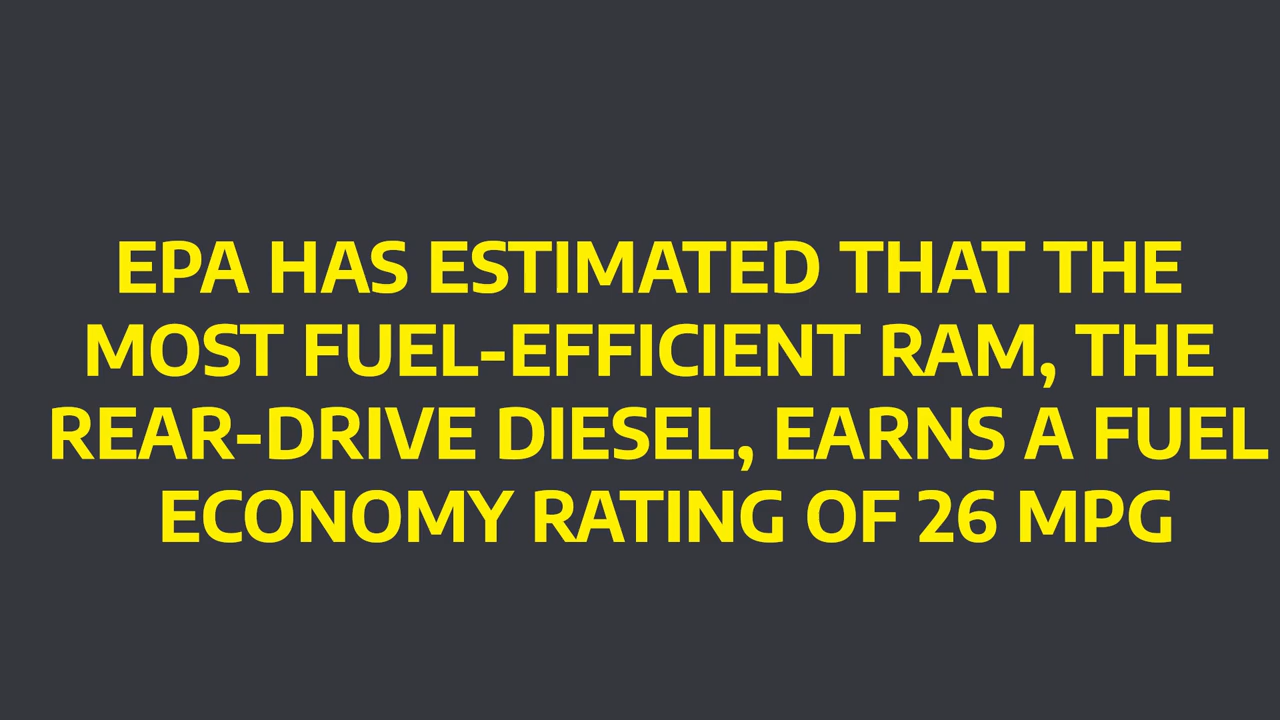 EPA HAS ESTIMATED THAT THE
MOST FUEL-EFFICIENT RAM, THE
REAR-DRIVE DIESEL, EARNS A FUEL
ECONOMY RATING OF 26 MPG